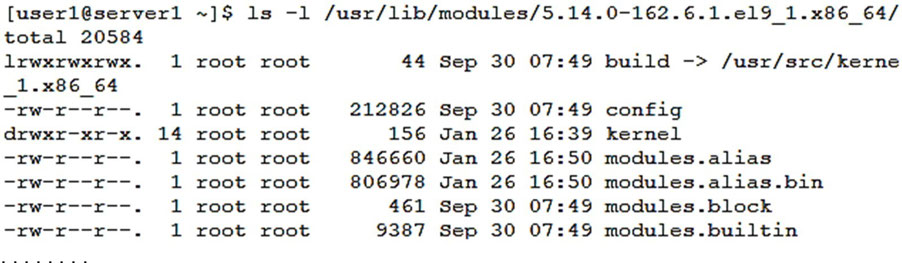 [user1@server1 ~]$ ls -l /usr/lib/modules/5.14.0-162.6.1.el9_1.x86_64/
total 20584
lrwxrwxrwx.  1 root root     44 Sep 30 07:49 build -> /usr/src/kerne
_1.x86_64
-rw-r--r--.  1 root root 212826 Sep 30 07:49 config
drwxr-xr-x. 14 root root    156 Jan 26 16:39 kernel
-rw-r--r--.  1 root root 846660 Jan 26 16:50 modules.alias
-rw-r--r--.  1 root root 806978 Jan 26 16:50 modules.alias.bin
-rw-r--r--.  1 root root    461 Sep 30 07:49 modules.block
-rw-r--r--.  1 root root   9387 Sep 30 07:49 modules.builtin
........